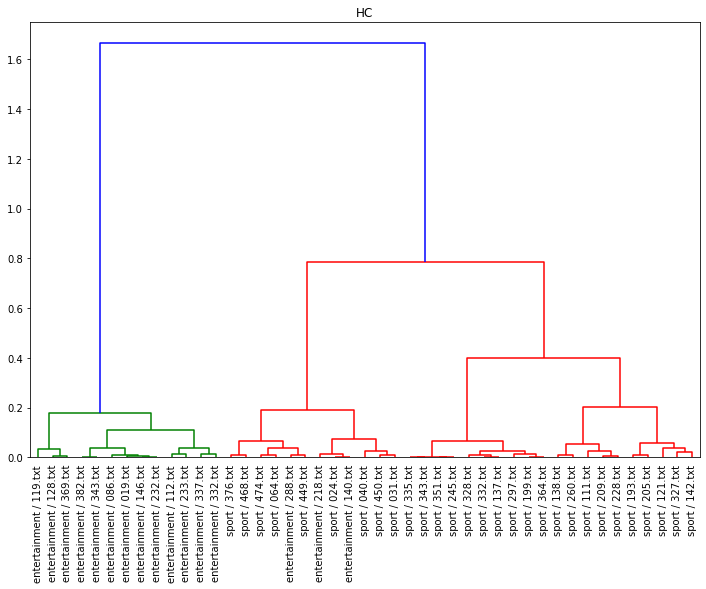 HC
1.6
1.4
1.2
1.0
0.8
0.6
0.4
0.2
0.0
entertainment / 119.txt
entertainment / 128.txt
entertainment / 369.txt
entertainment / 382.txt
entertainment / 343.txt
entertainment / 086.txt
entertainment / 019.txt
entertainment / 146.txt
entertainment / 232.txt
entertainment / 112.txt
entertainment / 233.txt
entertainment / 337.txt
entertainment / 332.txt
sport / 376.txt
sport / 468.txt
sport / 474.txt
sport / 064.txt
entertainment / 288.txt
sport / 449.txt
entertainment / 218.txt
sport / 024.txt
entertainment / 140.txt
sport / 040.txt
sport / 450.txt
sport / 031.txt
sport / 335.txt
sport / 343.txt
sport / 351.txt
sport / 245.txt
sport / 328.txt
sport / 332.txt
sport / 137.txt
sport / 297.txt
sport / 199.txt
sport / 364.txt
sport / 138.txt
sport / 260.txt
sport / 111.txt
sport / 209.txt
sport / 228.txt
sport / 193.txt
sport / 205.txt
sport / 121.txt
sport / 327.txt
sport / 142.txt